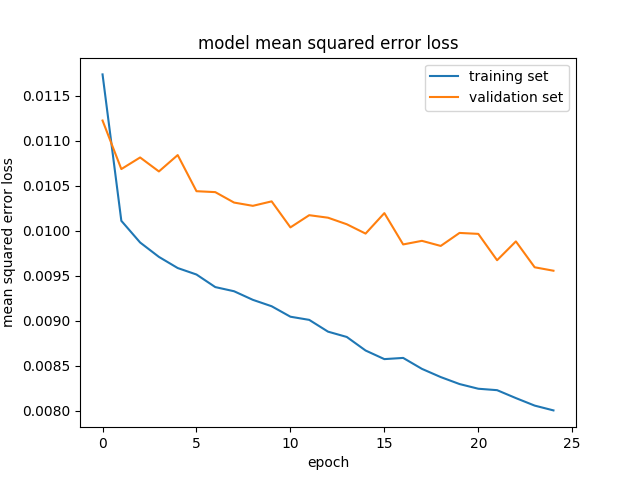 model mean squared error loss
training set
validation set
0.0115
0.0110
0.0105
0.0100
0.0095
0.0090
0.0085
0.0080
mean squared error loss
0 5 10 15 20 25
epoch